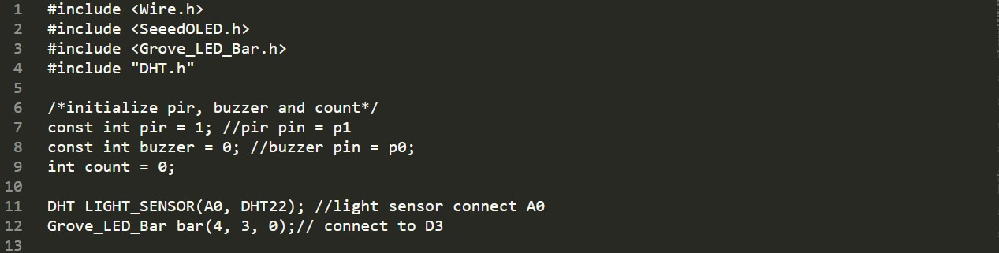 1 #include <Wire.h>
2 #include <SeeedOLED.h>
3 #include <Grove_LED_Bar.h>
4 #include "DHT.h"
5
6 /*initialize pir, buzzer and count*/
7 const int pir = 1; //pir pin = p1
8 const int buzzer = 0; //buzzer pin = p0;
9 int count = 0;
10
11 DHT LIGHT_SENSOR(A0, DHT22); //light sensor connect A0
12 Grove_LED_Bar bar(4, 3, 0);// connect to D3
13